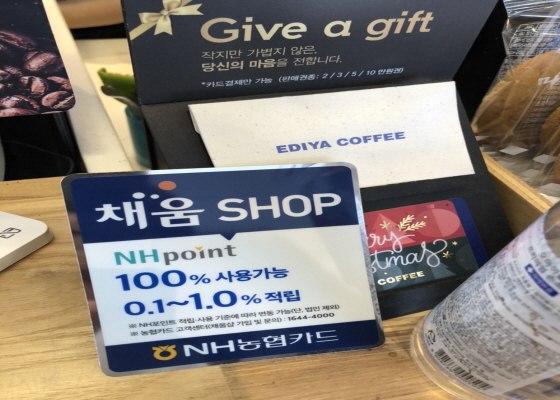 Give a gift
작지만 가볍지 않은,
당신의 마음을 전합니다.
*카드결제만 가능 (판매권종: 2 / 3 / 5 / 10 만원권)
EDIYA COFFEE
채움 SHOP
NH point
100% 사용가능
0.1~1.0% 적립
※ NH포인트 적립·사용 기준에 따라 변동 가능(단, 법인 제외)
※ 농협카드 고객센터(채움샵 가입 및 문의) : 1644-4000
NH농협카드
COFFEE